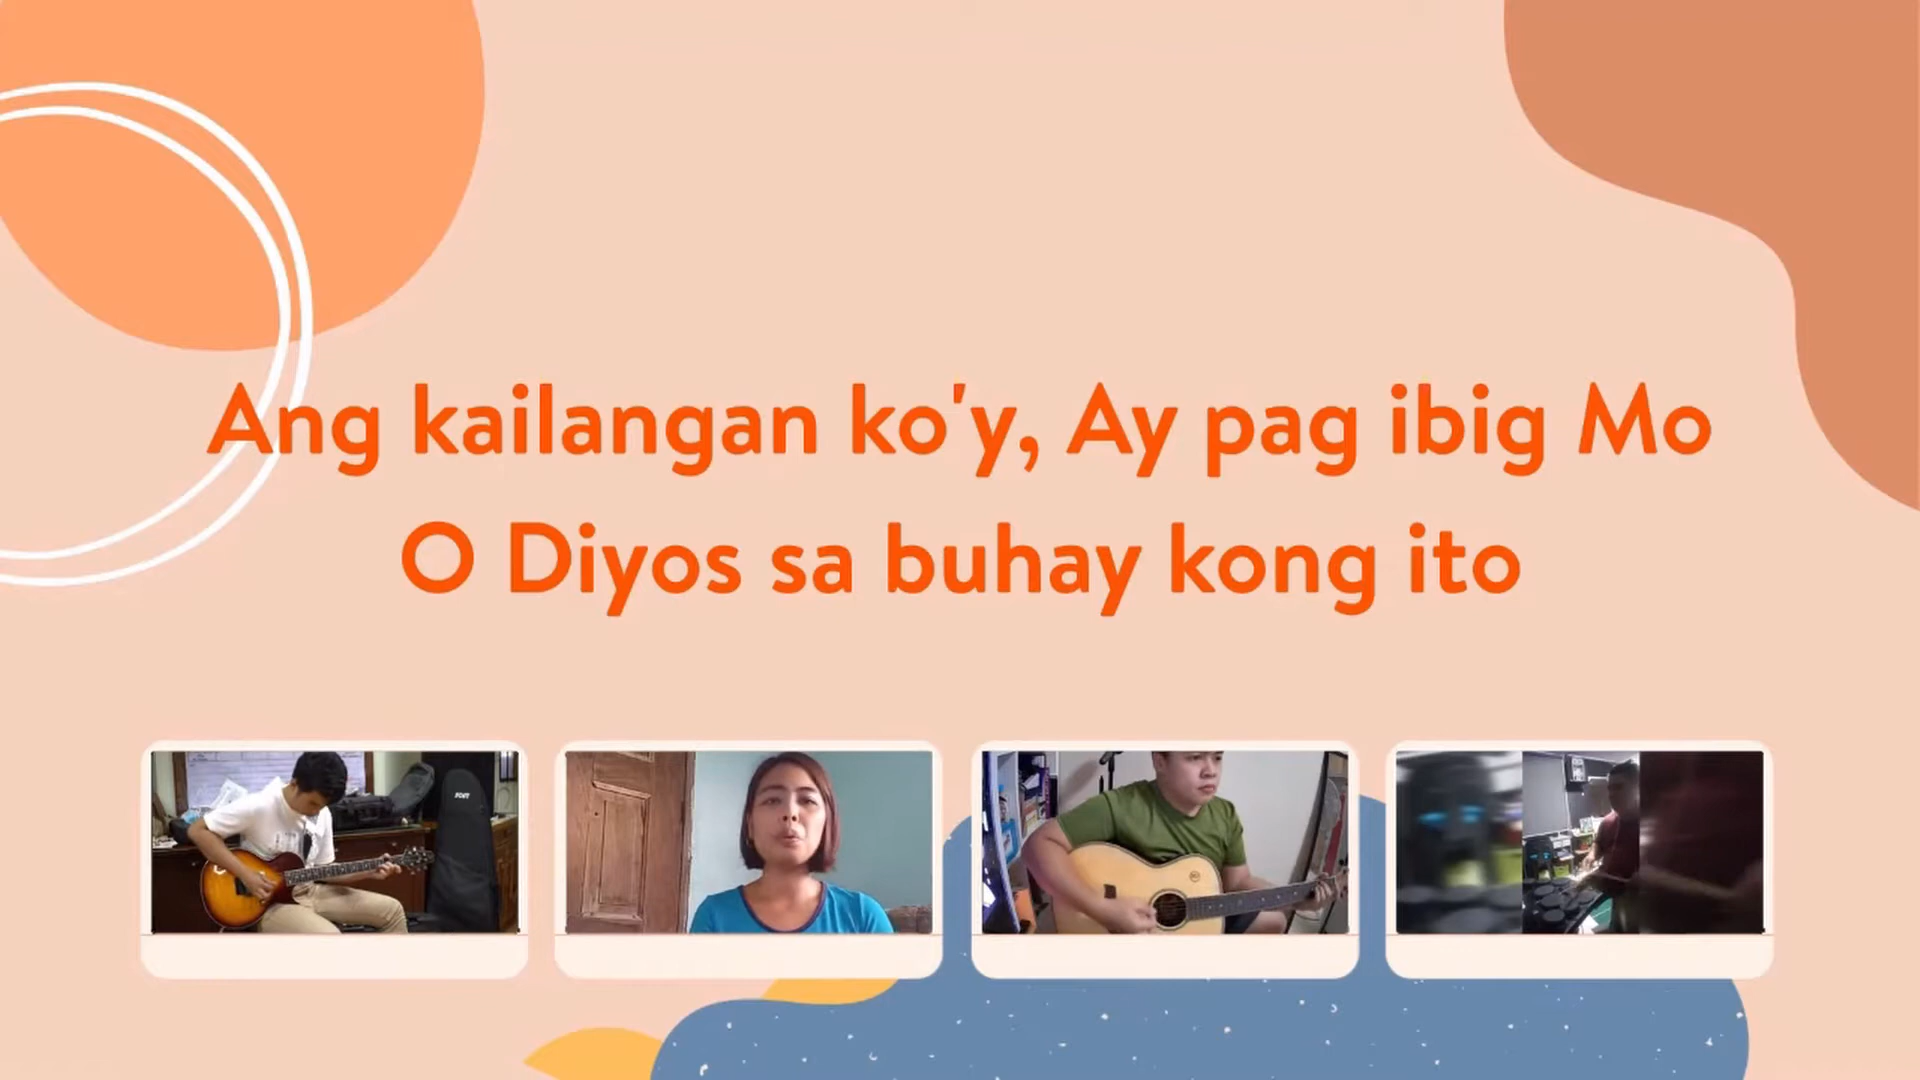 Ang kailangan ko'y, Ay pag ibig Mo
O Diyos sa buhay kong ito